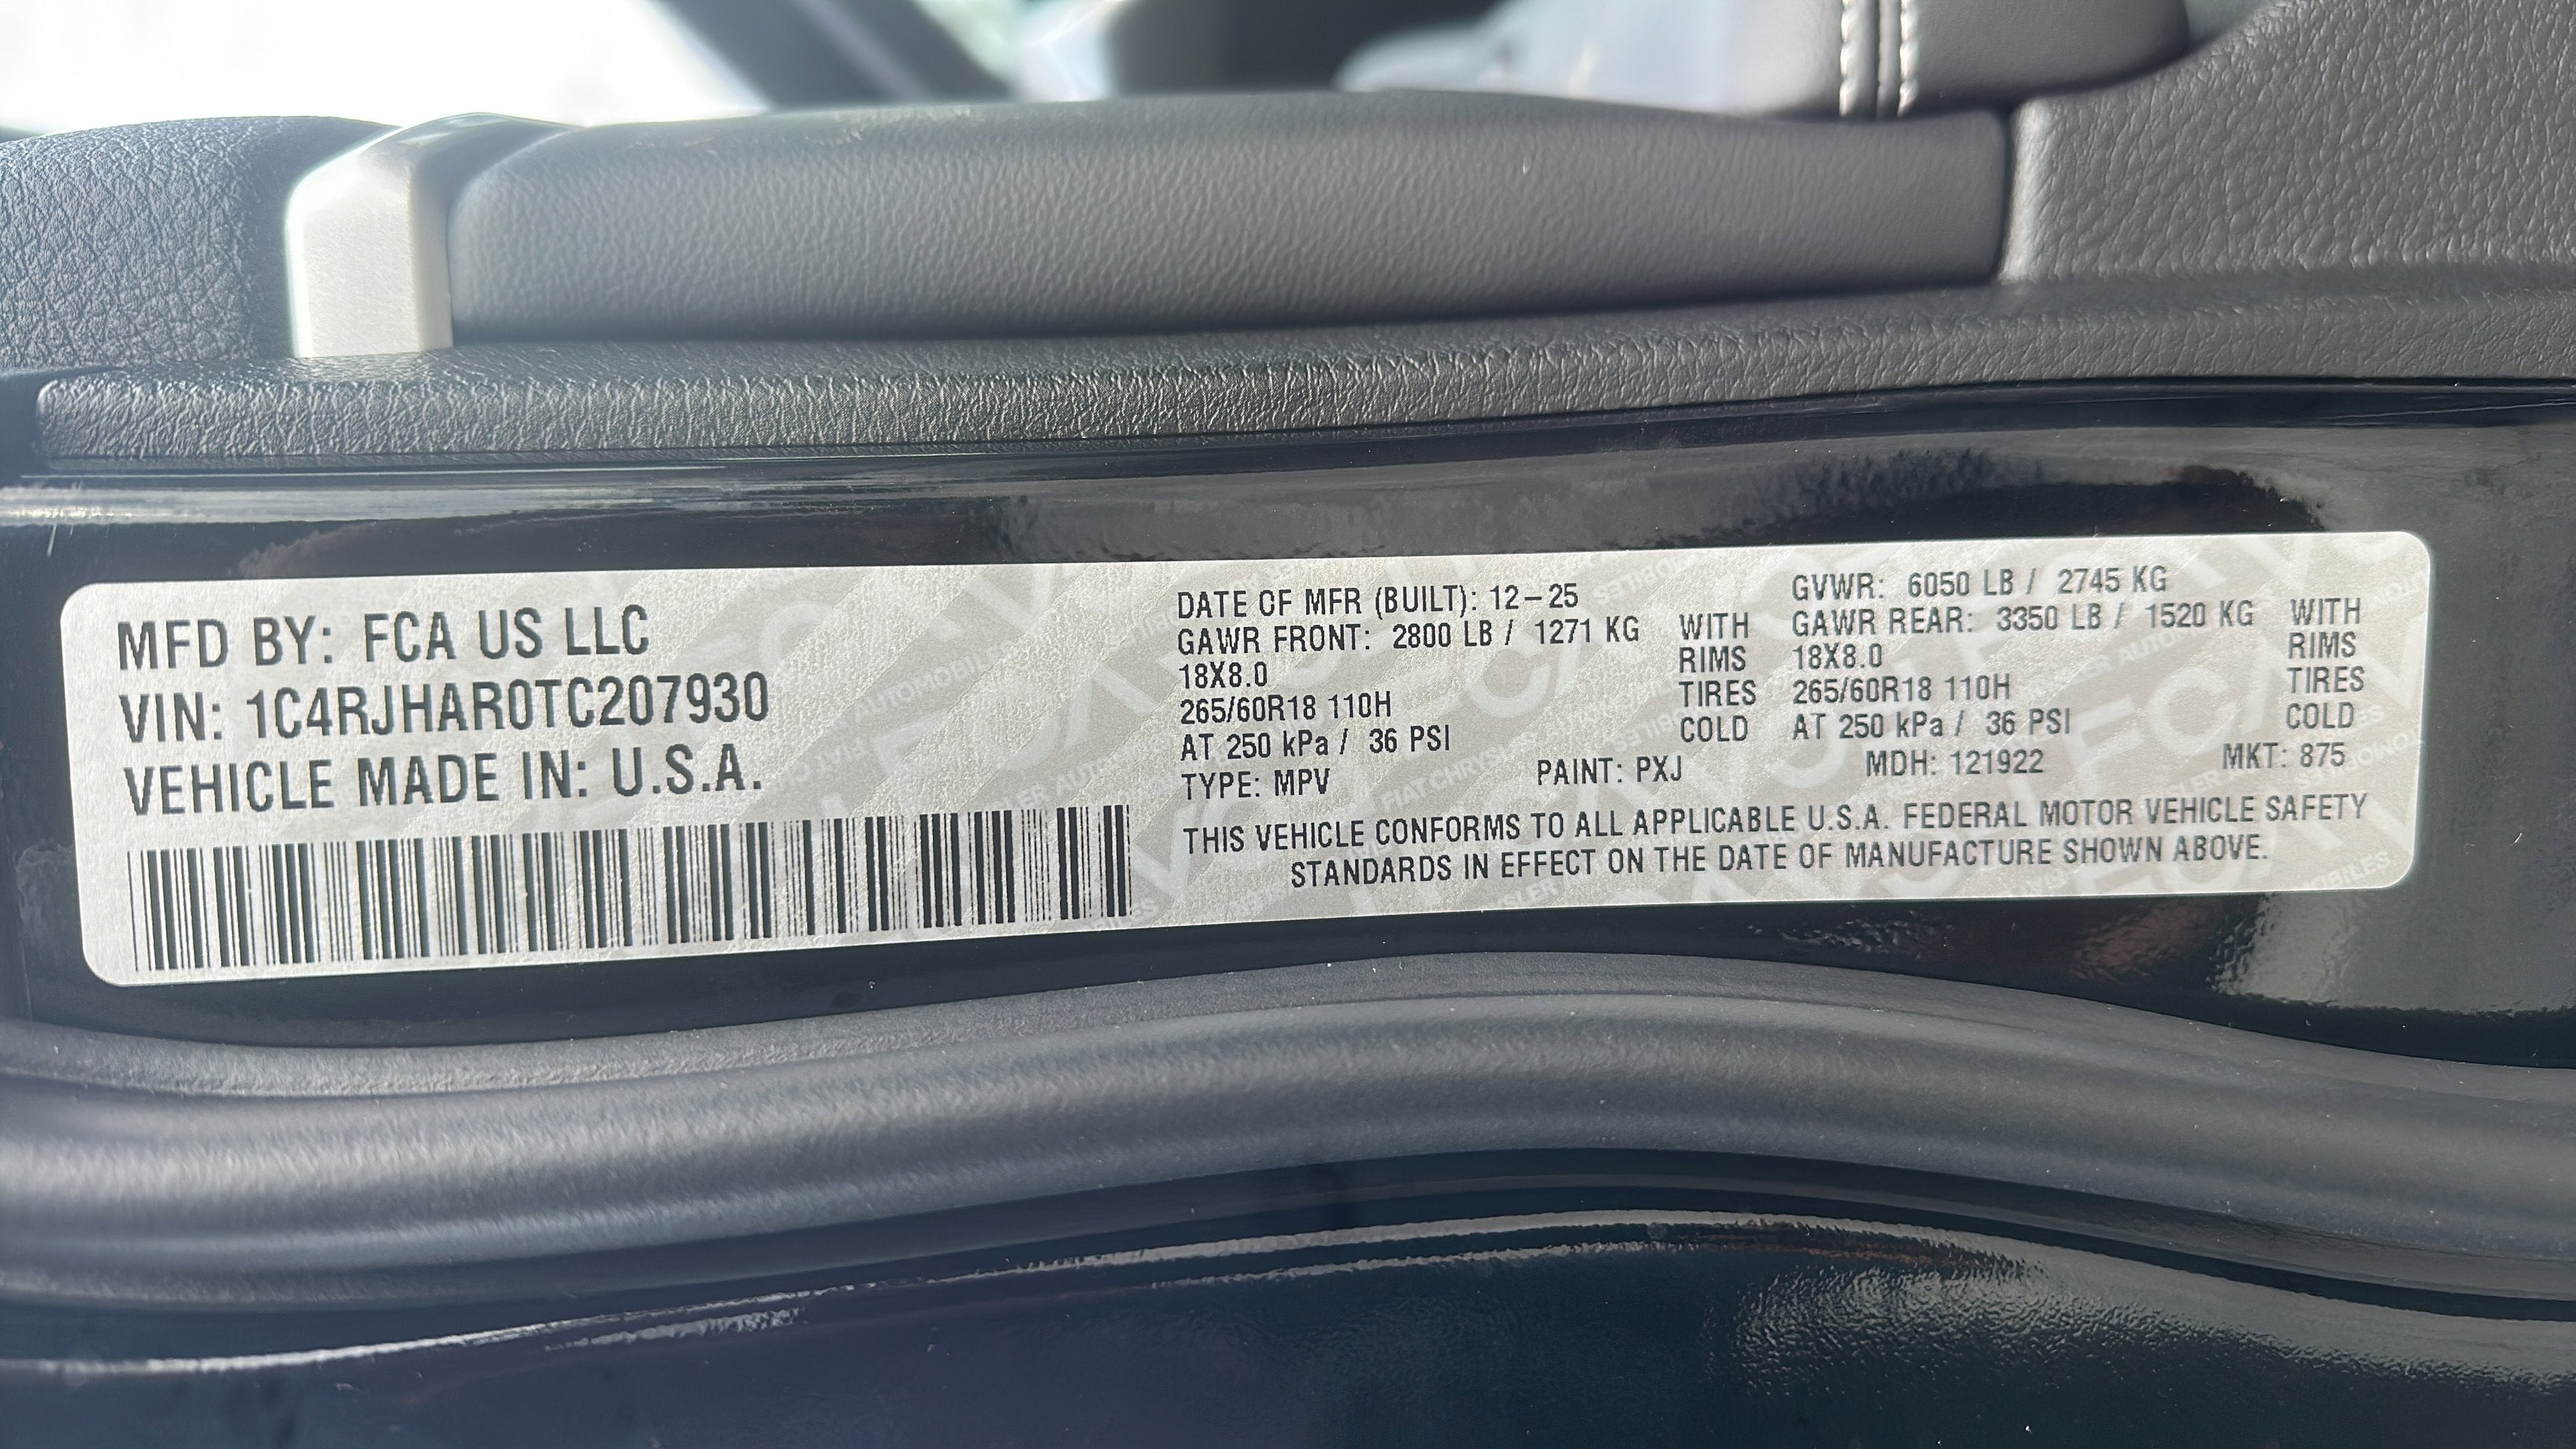 MFD BY: FCA US LLC
VIN: 1C4RJHAR0TC207930
VEHICLE MADE IN: U.S.A.
DATE OF MFR (BUILT): 12-25
GAWR FRONT: 2800 LB / 1271 KG WITH
18X8.0 RIMS
265/60R18 110H TIRES
AT 250 kPa / 36 PSI COLD
GVWR: 6050 LB / 2745 KG
GAWR REAR: 3350 LB / 1520 KG WITH
18X8.0 RIMS
265/60R18 110H TIRES
AT 250 kPa / 36 PSI COLD
TYPE: MPV PAINT: PXJ MDH: 121922 MKT: 875
THIS VEHICLE CONFORMS TO ALL APPLICABLE U.S.A. FEDERAL MOTOR VEHICLE SAFETY
STANDARDS IN EFFECT ON THE DATE OF MANUFACTURE SHOWN ABOVE.